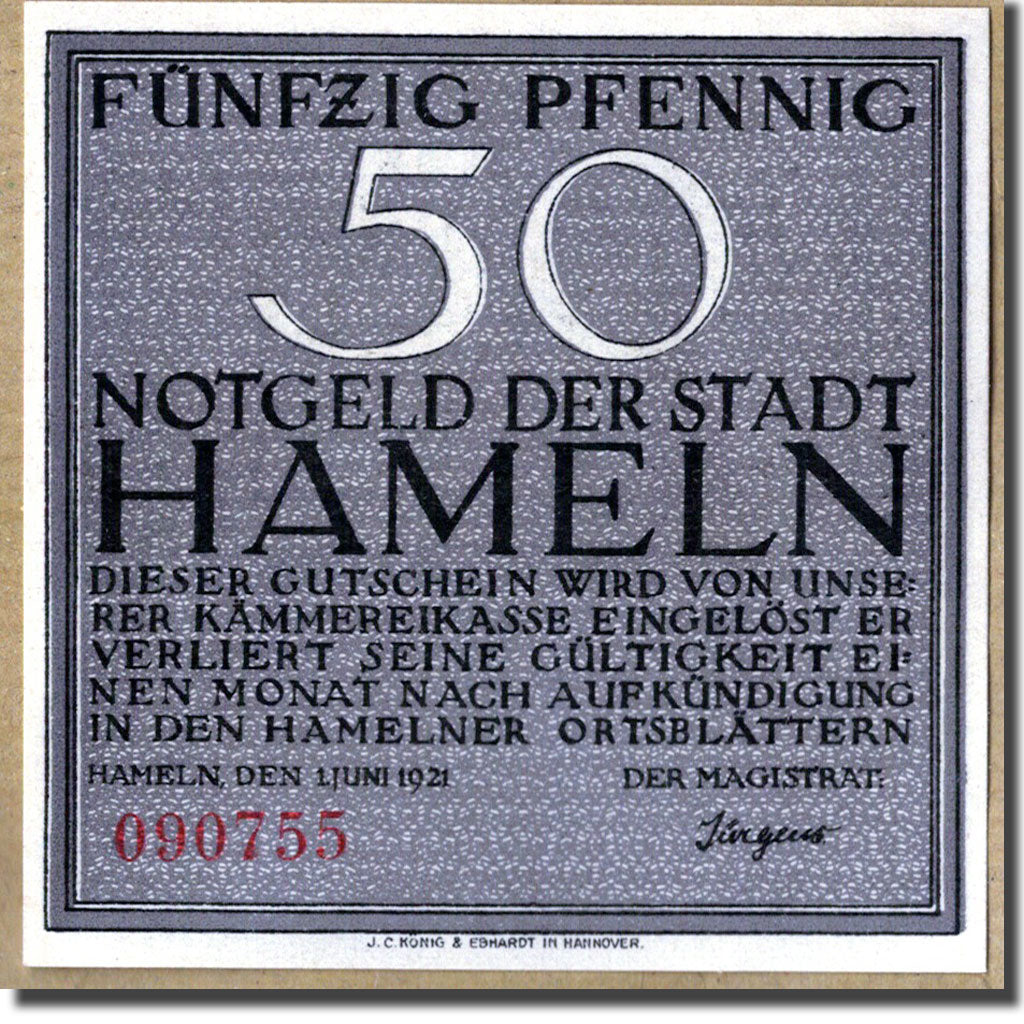 FÜNFZIG PFENNIG
50
NOTGELD DER STADT
HAMELN
DIESER GUTSCHEIN WIRD VON UNSE=
RER KÄMMEREIKASSE EINGELÖST ER
VERLIERT SEINE GÜLTIGKEIT EI=
NEN MONAT NACH AUFKÜNDIGUNG
IN DEN HAMELNER ORTSBLÄTTERN
HAMELN, DEN 1.JUNI 1921 DER MAGISTRAT:
090755 Jürgens.
J. C. KÖNIG & EBHARDT IN HANNOVER.